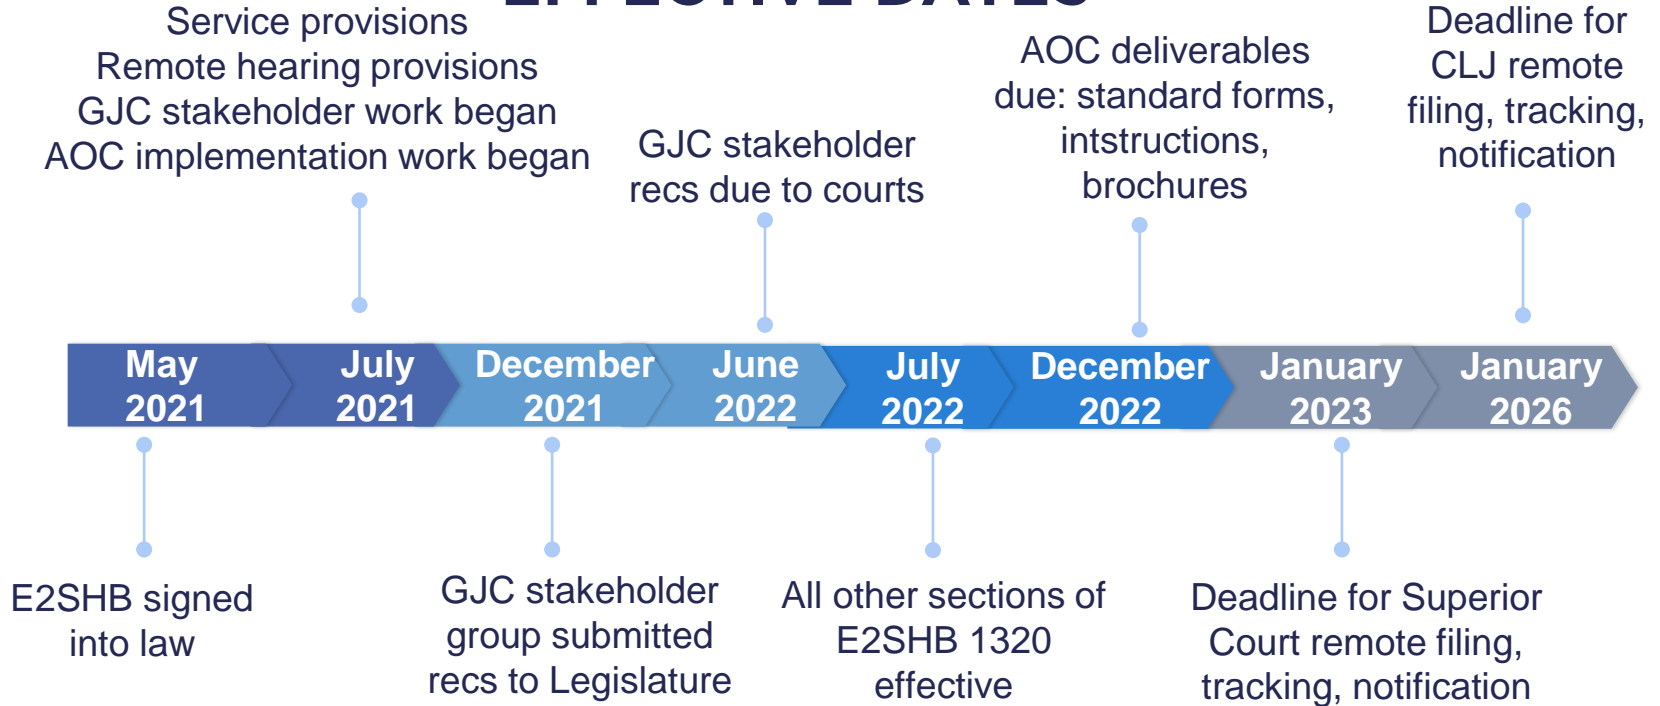 EFFECTIVE DATES
Service provisions
Remote hearing provisions
GJC stakeholder work began
AOC implementation work began
GJC stakeholder
recs due to courts
AOC deliverables
due: standard forms,
intstructions,
brochures
Deadline for
CLJ remote
filing, tracking,
notification
May
2021
July
2021
December
2021
June
2022
July
2022
December
2022
January
2023
January
2026
E2SHB signed
into law
GJC stakeholder
group submitted
recs to Legislature
All other sections of
E2SHB 1320
effective
Deadline for Superior
Court remote filing,
tracking, notification